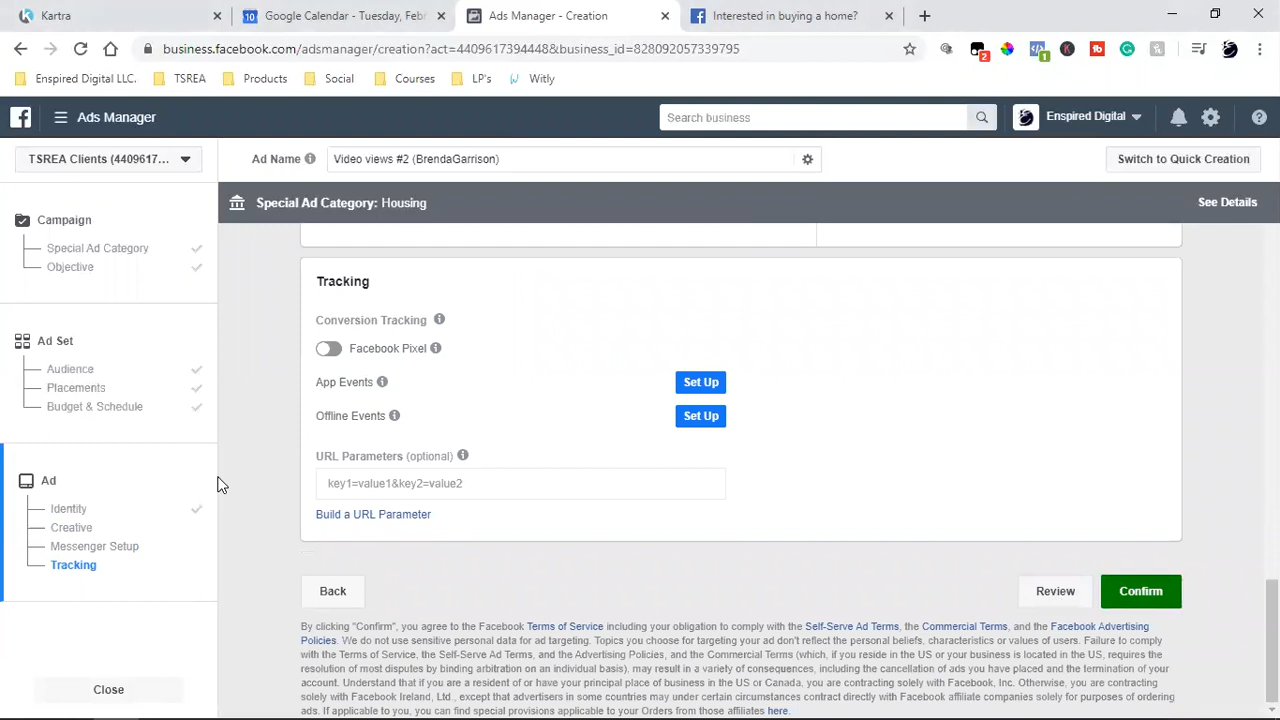 Kartra
Google Calendar - Tuesday, Febru
Ads Manager - Creation
Interested in buying a home?
business.facebook.com/adsmanager/creation?act=4409617394448&business_id=828092057339795
2
1
Enspired Digital LLC.
TSREA
Products
Social
Courses
LP's
Witly
Ads Manager
Search business
Enspired Digital
TSREA Clients (4409617...
Ad Name
Video views #2 (BrendaGarrison)
Switch to Quick Creation
Special Ad Category: Housing
See Details
Campaign
Special Ad Category
Objective
Ad Set
Audience
Placements
Budget & Schedule
Ad
Identity
Creative
Messenger Setup
Tracking
Close
Tracking
Conversion Tracking
Facebook Pixel
App Events
Set Up
Offline Events
Set Up
URL Parameters (optional)
key1=value1&key2=value2
Build a URL Parameter
Back
Review
Confirm
By clicking "Confirm", you agree to the Facebook Terms of Service including your obligation to comply with the Self-Serve Ad Terms, the Commercial Terms, and the Facebook Advertising
Policies. We do not use sensitive personal data for ad targeting. Topics you choose for targeting your ad don't reflect the personal beliefs, characteristics or values of users. Failure to comply
with the Terms of Service, the Self-Serve Ad Terms, the Advertising Policies, and the Commercial Terms (which, if you reside in the US or your business is located in the US, requires the
resolution of most disputes by binding arbitration on an individual basis), may result in a variety of consequences, including the cancellation of ads you have placed and the termination of your
account. Understand that if you are a resident of or have your principal place of business in the US or Canada, you are contracting solely with Facebook, Inc. Otherwise, you are contracting
solely with Facebook Ireland, Ltd., except that advertisers in some countries may under certain circumstances contract directly with Facebook affiliate companies solely for purposes of ordering
ads. If applicable to you, you can find special provisions applicable to your Orders from those affiliates here.